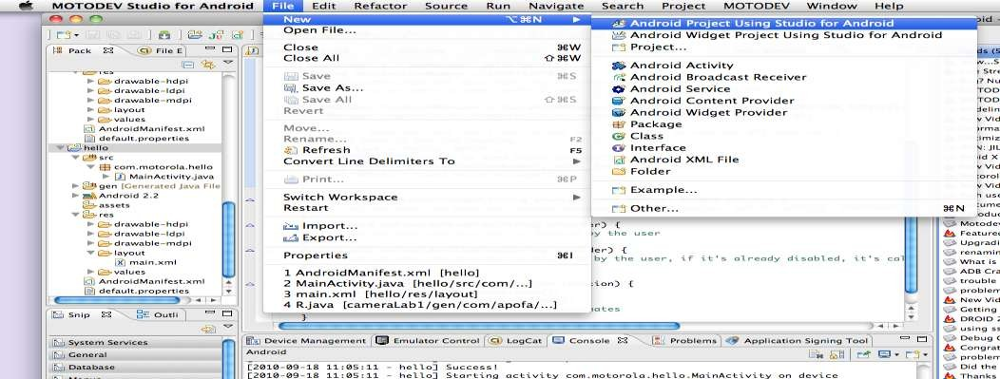 MOTODEV Studio for Android File Edit Refactor Source Run Navigate Search Project MOTODEV Window Help
New ⌥⌘N
Open File...
Close ⌘W
Close All ⇧⌘W
Save ⌘S
Save As...
Save All ⇧⌘S
Revert
Move...
Rename... F2
Refresh F5
Convert Line Delimiters To
Print... ⌘P
Switch Workspace
Restart
Import...
Export...
Properties ⌘I
1 AndroidManifest.xml [hello]
2 MainActivity.java [hello/src/com/...]
3 main.xml [hello/res/layout]
4 R.java [cameraLab1/gen/com/apofa/...]
Android Project Using Studio for Android
Android Widget Project Using Studio for Android
Project...
Android Activity
Android Broadcast Receiver
Android Service
Android Content Provider
Android Widget Provider
Package
Class
Interface
Android XML File
Folder
Example...
Other... ⌘N
Pack File E
res
drawable-hdpi
drawable-ldpi
drawable-mdpi
layout
values
AndroidManifest.xml
default.properties
hello
src
com.motorola.hello
MainActivity.java
gen [Generated Java File
Android 2.2
assets
res
drawable-hdpi
drawable-ldpi
drawable-mdpi
layout
main.xml
values
AndroidManifest.xml
default.properties
Snip Outli
System Services
General
Database
er) {
by the user
der) {
by the user, if it's already disabled, it's cal
tion) {
nates
}
Device Management Emulator Control LogCat Console Problems Application Signing Tool
Android
[2010-09-18 11:05:11 - hello] Success!
[2010-09-18 11:05:11 - hello] Starting activity com.motorola.hello.MainActivity on device
Motodev
Featured
Upgradin
renamin
What is
ADB Cra
trouble
problem
New Vid
Getting
DROID 2
using ss
Debug C
Congrat
problem
Did the